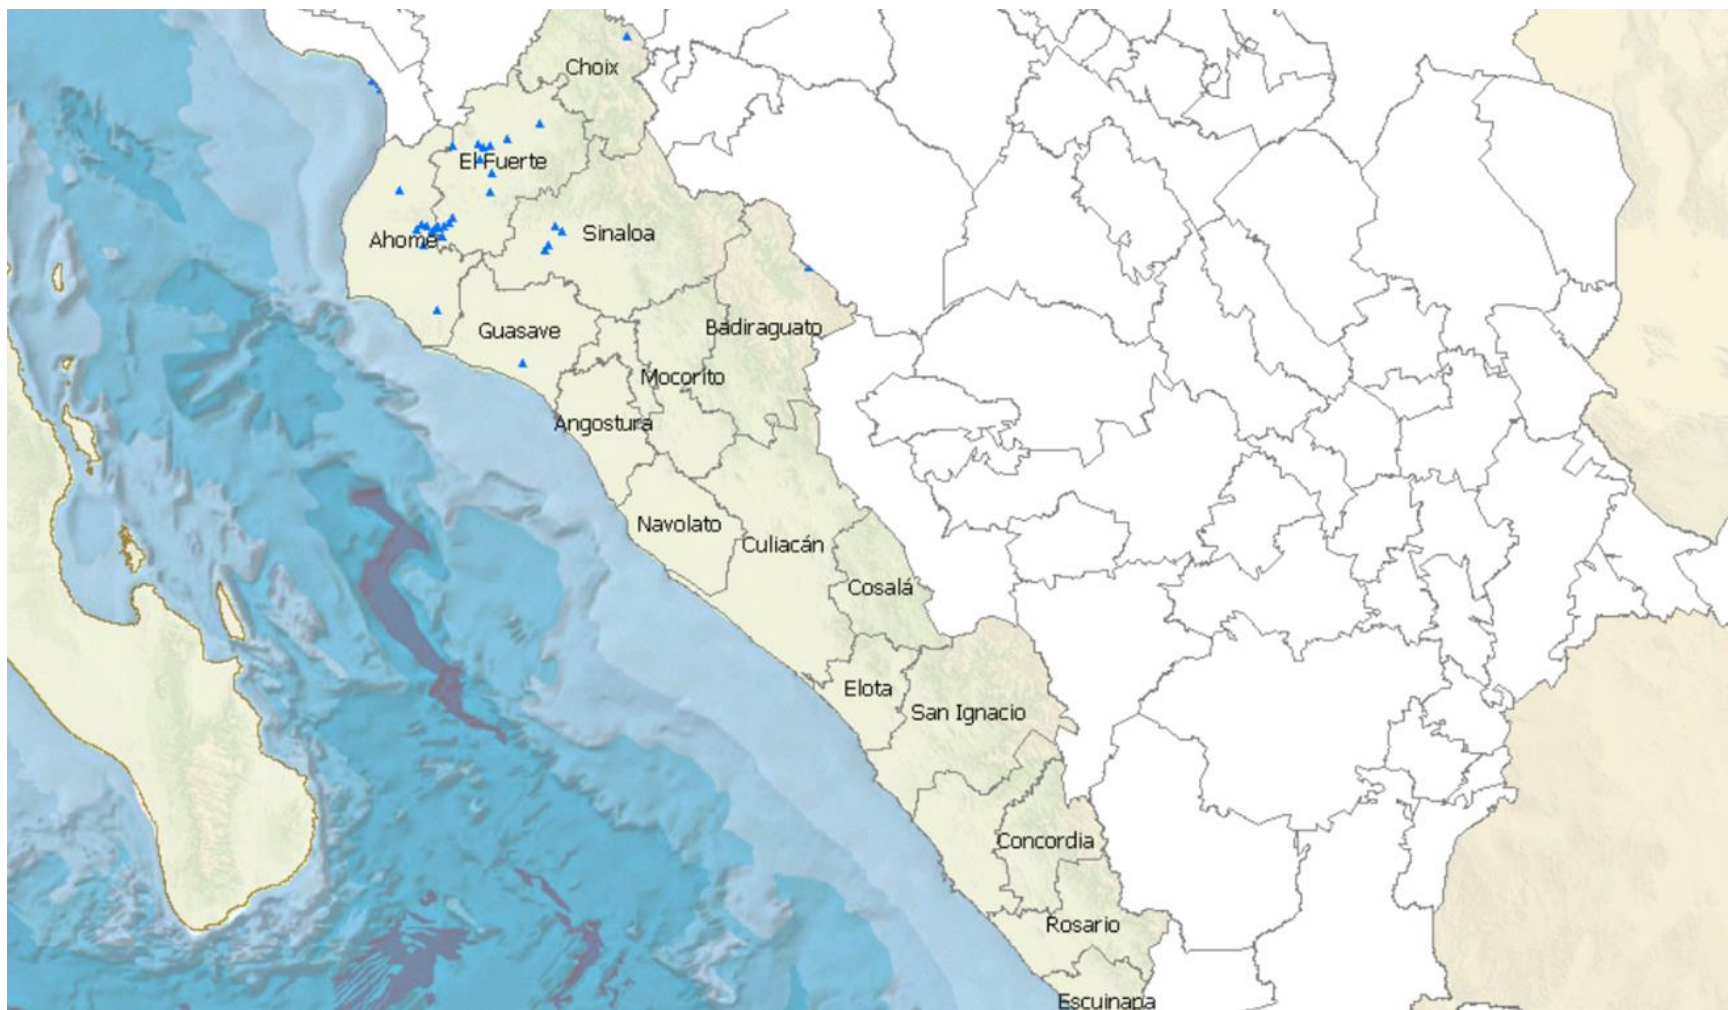 Choix
El Fuerte
Sinaloa
Ahome
Guasave
Badiraguato
Mocorito
Angostura
Navolato
Culiacán
Cosalá
Elota
San Ignacio
Concordia
Rosario
Escuinapa